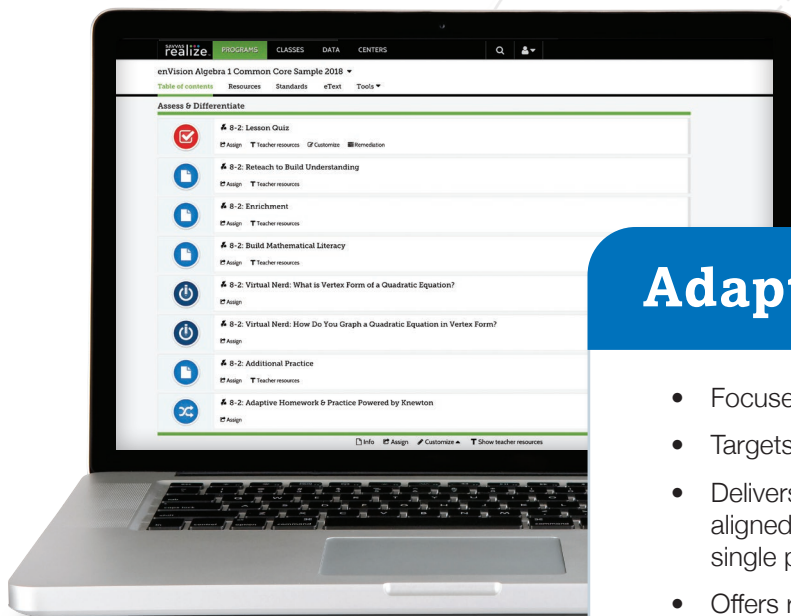 savvas
realize. PROGRAMS CLASSES DATA CENTERS
enVision Algebra 1 Common Core Sample 2018
Table of contents Resources Standards eText Tools
Assess & Differentiate
8-2: Lesson Quiz
Assign Teacher resources Customize Remediation
8-2: Reteach to Build Understanding
Assign Teacher resources
8-2: Enrichment
Assign Teacher resources
8-2: Build Mathematical Literacy
Assign Teacher resources
8-2: Virtual Nerd: What is Vertex Form of a Quadratic Equation?
Assign
8-2: Virtual Nerd: How Do You Graph a Quadratic Equation in Vertex Form?
Assign
8-2: Additional Practice
Assign Teacher resources
8-2: Adaptive Homework & Practice Powered by Knewton
Assign
Info Assign Customize Show teacher resources
Adapt
• Focuse
• Targets
• Delivers
aligned
single p
• Offers r